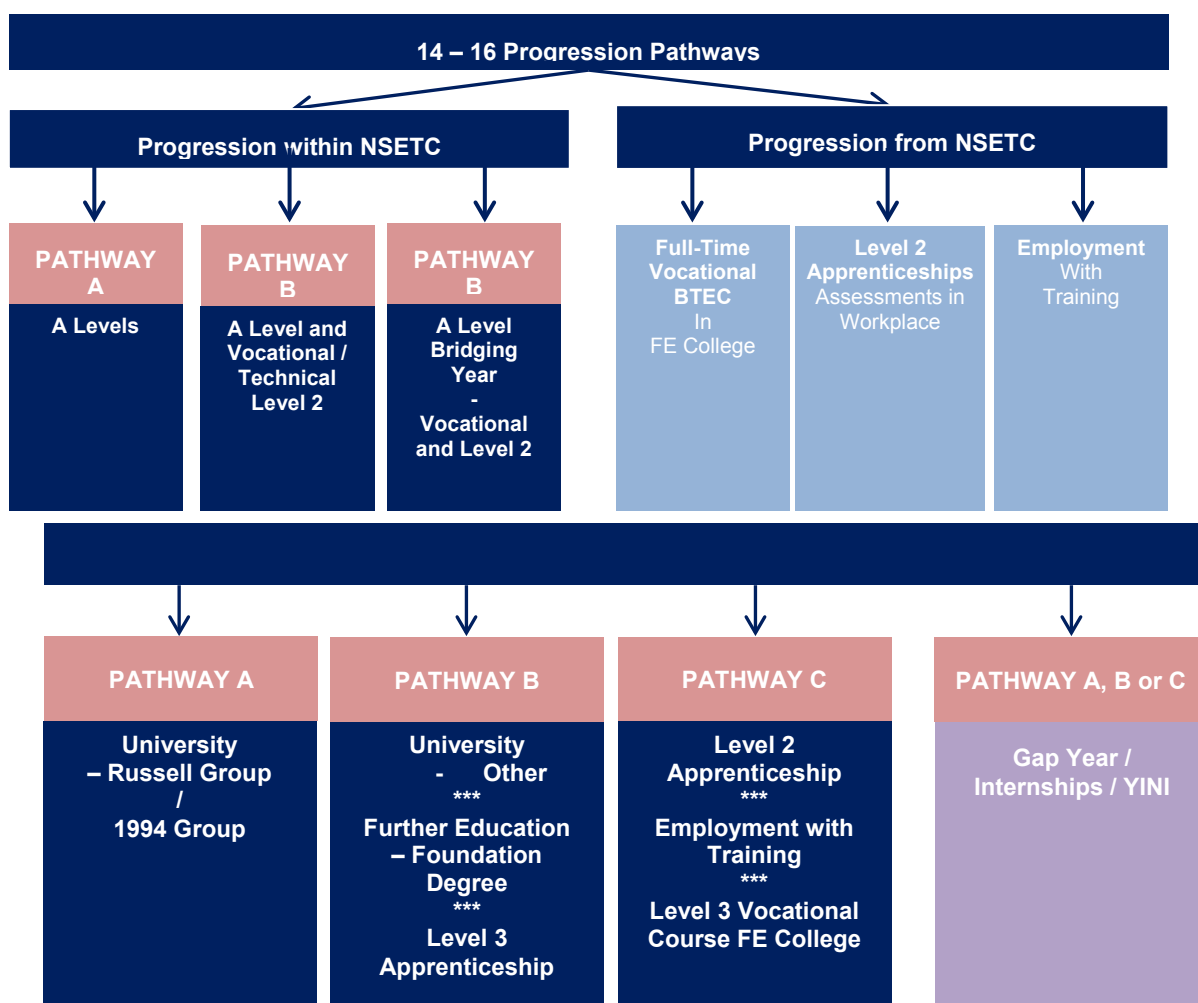 14 – 16 Progression Pathways
Progression within NSETC
Progression from NSETC
PATHWAY
A
A Levels
PATHWAY
B
A Level and
Vocational /
Technical
Level 2
PATHWAY
B
A Level
Bridging
Year
-
Vocational
and Level 2
Full-Time
Vocational
BTEC
In
FE College
Level 2
Apprenticeships
Assessments in
Workplace
Employment
With
Training
PATHWAY A
University
– Russell Group
/
1994 Group
PATHWAY B
University
- Other
***
Further Education
– Foundation
Degree
***
Level 3
Apprenticeship
PATHWAY C
Level 2
Apprenticeship
***
Employment with
Training
***
Level 3 Vocational
Course FE College
PATHWAY A, B or C
Gap Year /
Internships / YINI